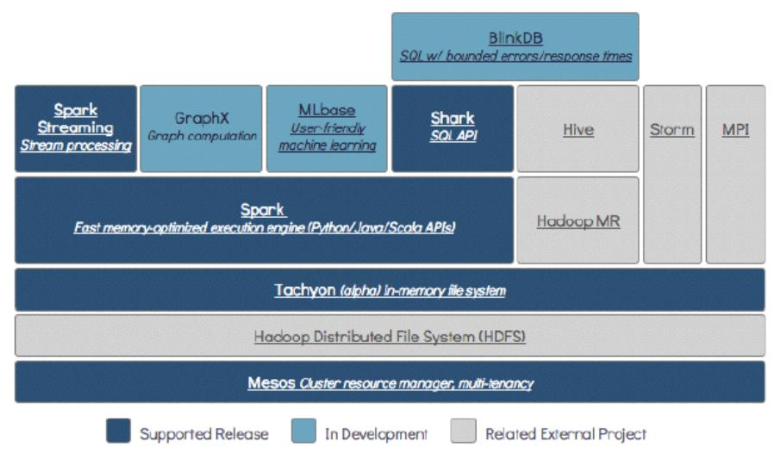 BlinkDB
SQL w/ bounded errors/response times
Spark
Streaming
Stream processing
GraphX
Graph computation
MLbase
User-friendly
machine learning
Shark
SQL API
Hive
Storm
MPI
Spark
Fast memory-optimized execution engine (Python/Java/Scala APIs)
Hadoop MR
Tachyon (alpha) in-memory file system
Hadoop Distributed File System (HDFS)
Mesos Cluster resource manager, multi-tenancy
Supported Release
In Development
Related External Project